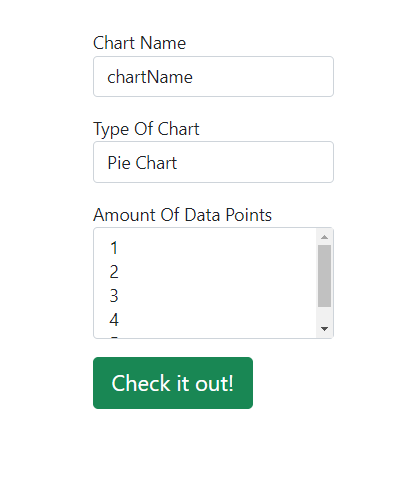 Chart Name
chartName
Type Of Chart
Pie Chart
Amount Of Data Points
1
2
3
4
Check it out!